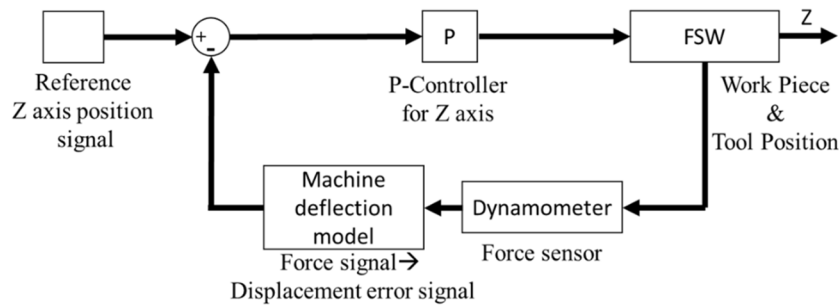 Reference
Z axis position
signal
+
-
P
P-Controller
for Z axis
FSW
Z
Work Piece
&
Tool Position
Machine
deflection
model
Force signal→
Displacement error signal
Dynamometer
Force sensor